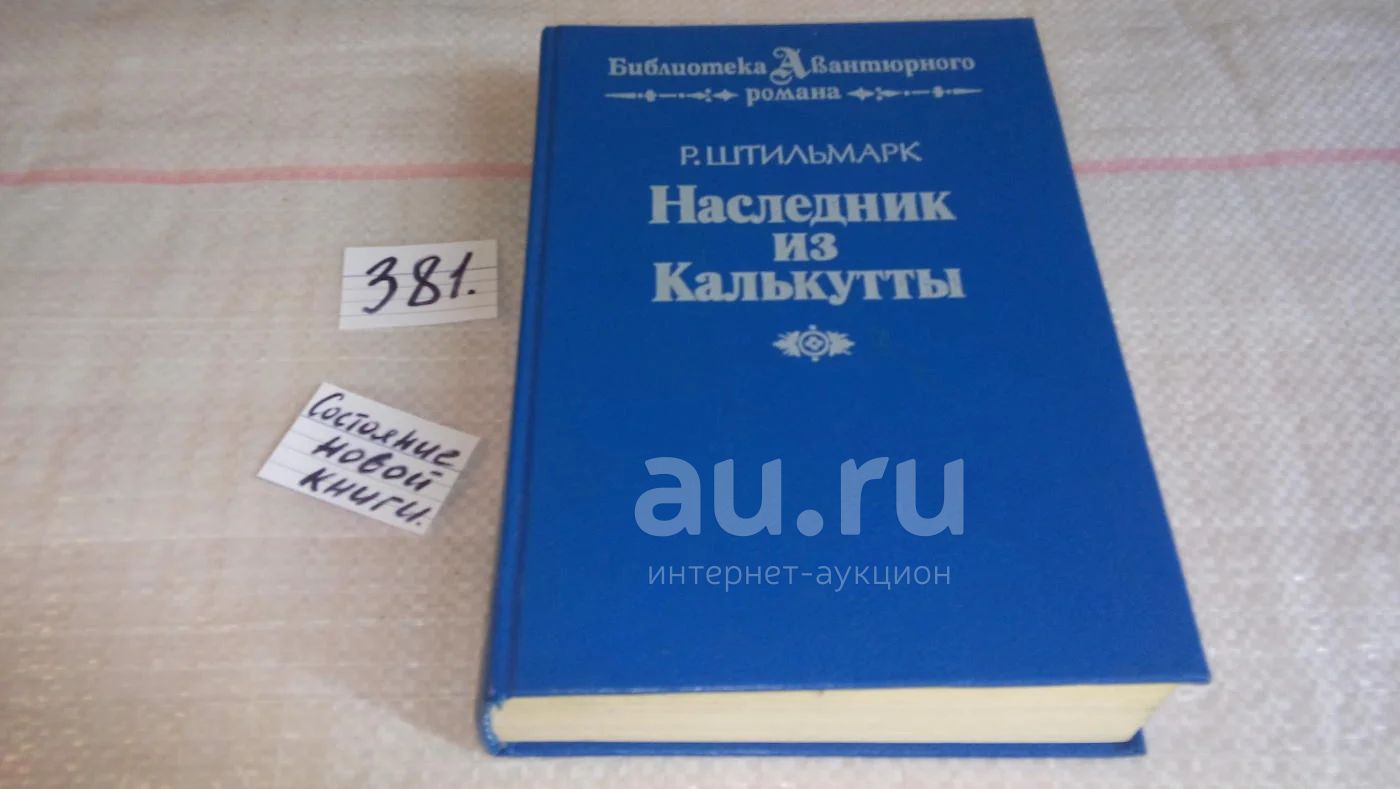 Библиотека Авантюрного
романа
Р. ШТИЛЬМАРК
Наследник
из
Калькутты
381.
Состояние
новой
книги.
au.ru
интернет-аукцион